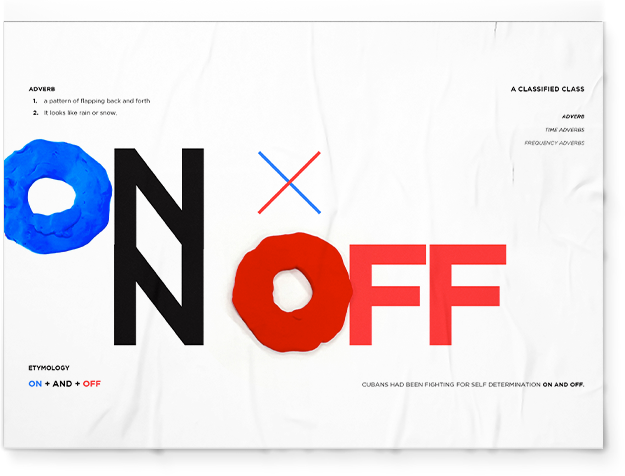 ADVERB
1. a pattern of flapping back and forth
2. It looks like rain or snow.
A CLASSIFIED CLASS
ADVERB
TIME ADVERBS
FREQUENCY ADVERBS
ON
N OFF
ETYMOLOGY
ON + AND + OFF
CUBANS HAD BEEN FIGHTING FOR SELF DETERMINATION ON AND OFF.